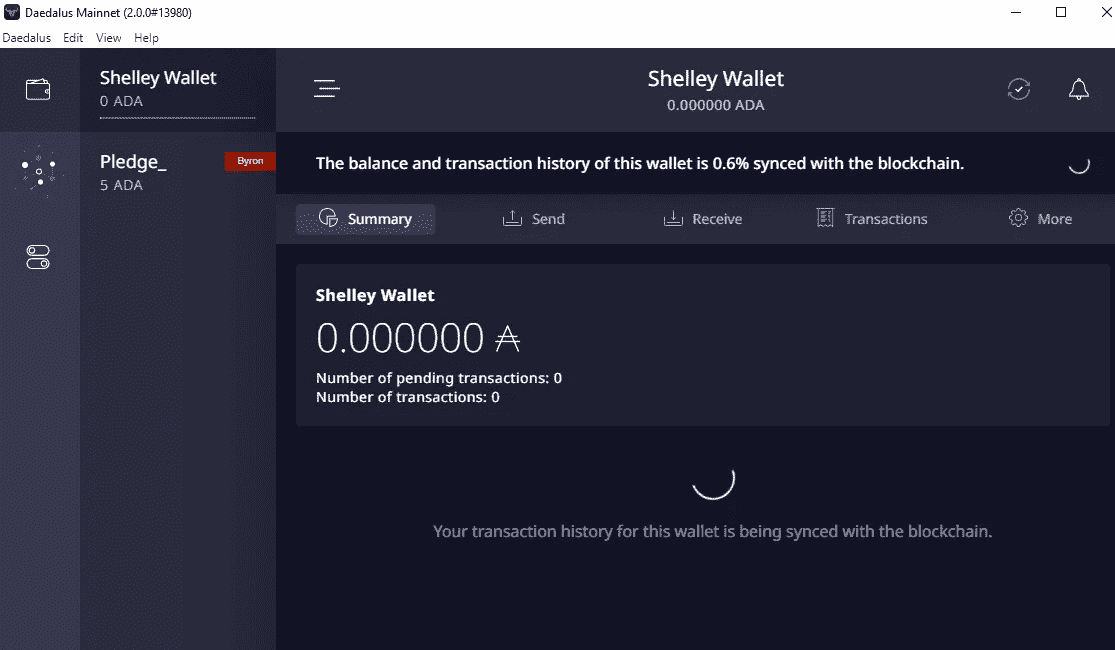 Daedalus Mainnet (2.0.0#13980)
Daedalus Edit View Help
Shelley Wallet
0 ADA
Pledge_
5 ADA
Byron
Shelley Wallet
0.000000 ADA
The balance and transaction history of this wallet is 0.6% synced with the blockchain.
Summary Send Receive Transactions More
Shelley Wallet
0.000000 ₳
Number of pending transactions: 0
Number of transactions: 0
Your transaction history for this wallet is being synced with the blockchain.